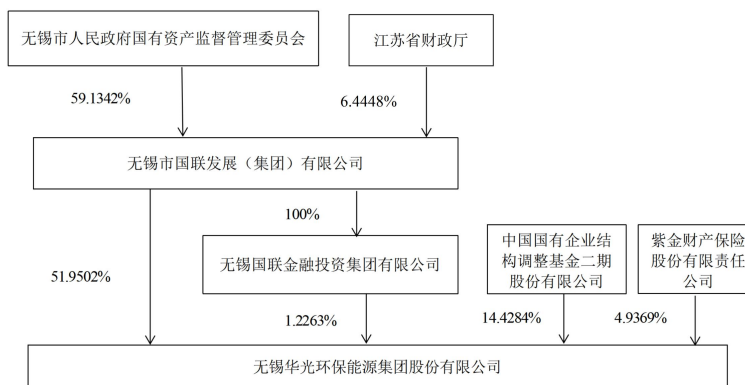 无锡市人民政府国有资产监督管理委员会
江苏省财政厅
59.1342%
6.4448%
无锡市国联发展（集团）有限公司
100%
51.9502%
无锡国联金融投资集团有限公司
中国国有企业结
构调整基金二期
股份有限公司
紫金财产保险
股份有限责任
公司
1.2263%
14.4284%
4.9369%
无锡华光环保能源集团股份有限公司